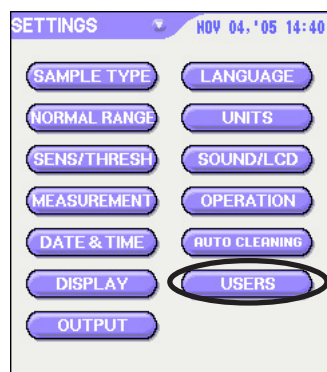 SETTINGS NOV 04,'05 14:40
SAMPLE TYPE LANGUAGE
NORMAL RANGE UNITS
SENS/THRESH SOUND/LCD
MEASUREMENT OPERATION
DATE & TIME AUTO CLEANING
DISPLAY USERS
OUTPUT